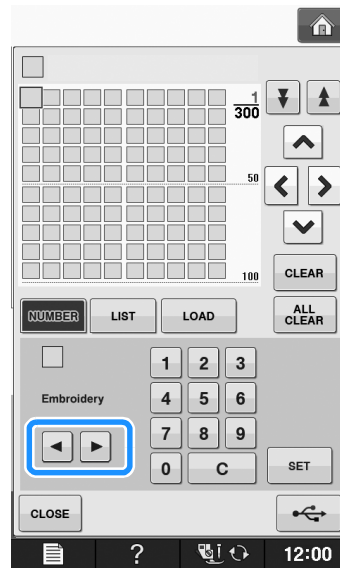 1
300
50
100
CLEAR
NUMBER LIST LOAD ALL CLEAR
Embroidery
1 2 3
4 5 6
7 8 9
0 C SET
CLOSE
? 12:00